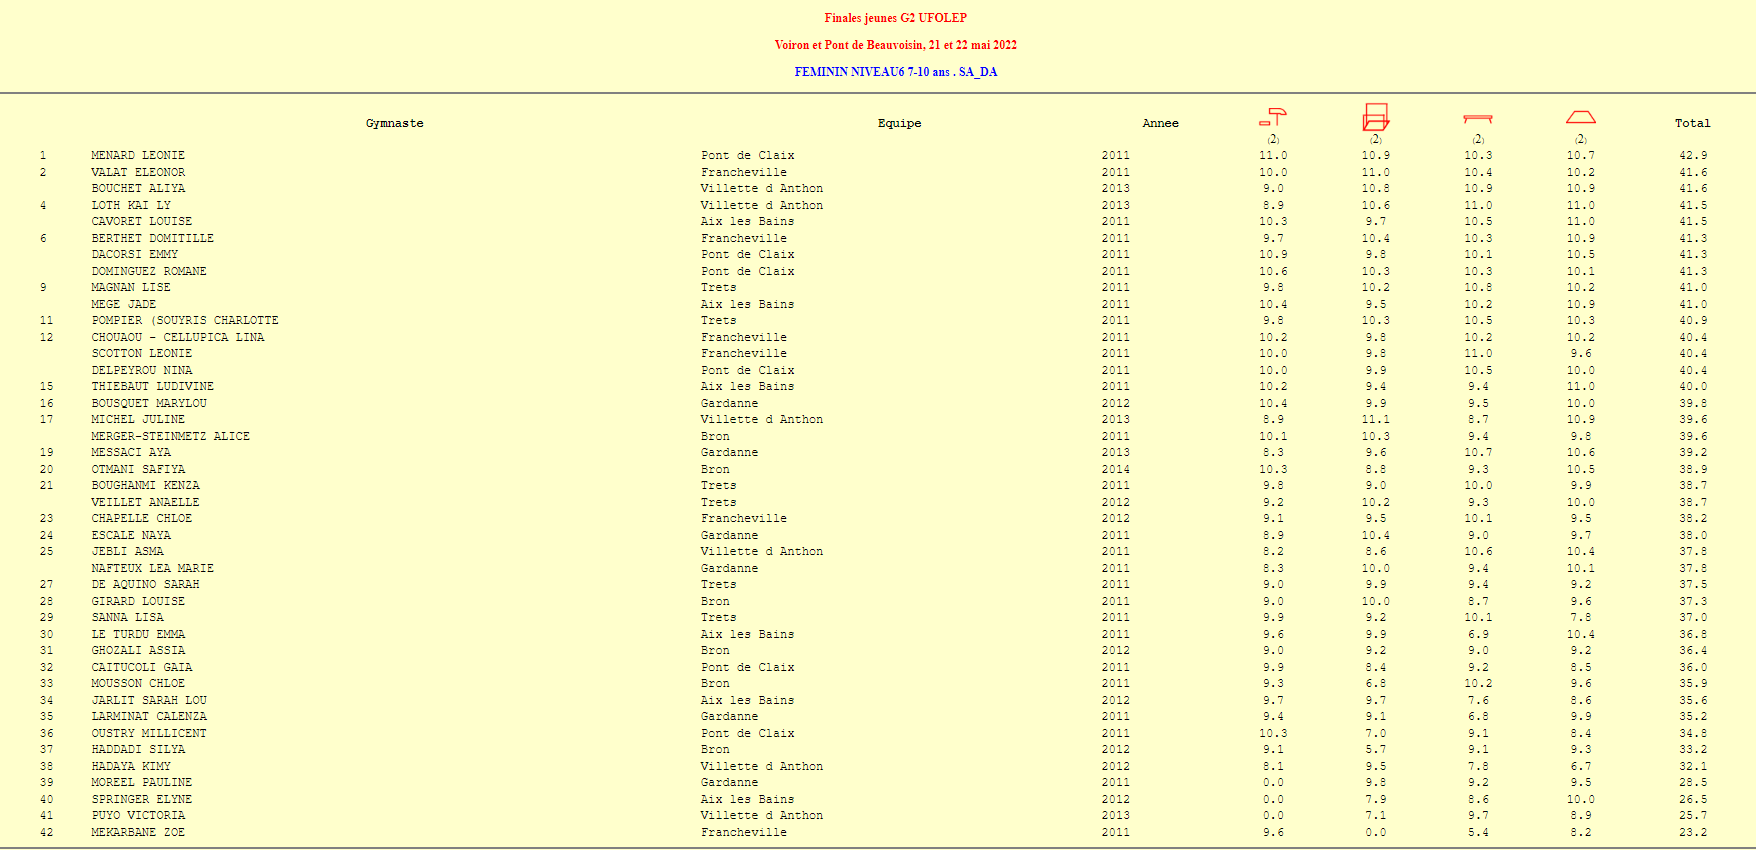 Finales jeunes G2 UFOLEP
Voiron et Pont de Beauvoisin, 21 et 22 mai 2022
FEMININ NIVEAU6 7-10 ans . SA_DA
Gymnaste Equipe Annee Total
(2) (2) (2) (2)
1 MENARD LEONIE Pont de Claix 2011 11.0 10.9 10.3 10.7 42.9
2 VALAT ELEONOR Francheville 2011 10.0 11.0 10.4 10.2 41.6
BOUCHET ALIYA Villette d Anthon 2013 9.0 10.8 10.9 10.9 41.6
4 LOTH KAI LY Villette d Anthon 2013 8.9 10.6 11.0 11.0 41.5
CAVORET LOUISE Aix les Bains 2011 10.3 9.7 10.5 11.0 41.5
6 BERTHET DOMITILLE Francheville 2011 9.7 10.4 10.3 10.9 41.3
DACORSI EMMY Pont de Claix 2011 10.9 9.8 10.1 10.5 41.3
DOMINGUEZ ROMANE Pont de Claix 2011 10.6 10.3 10.3 10.1 41.3
9 MAGNAN LISE Trets 2011 9.8 10.2 10.8 10.2 41.0
MEGE JADE Aix les Bains 2011 10.4 9.5 10.2 10.9 41.0
11 POMPIER (SOUYRIS CHARLOTTE Trets 2011 9.8 10.3 10.5 10.3 40.9
12 CHOUAOU - CELLUPICA LINA Francheville 2011 10.2 9.8 10.2 10.2 40.4
SCOTTON LEONIE Francheville 2011 10.0 9.8 11.0 9.6 40.4
DELPEYROU NINA Pont de Claix 2011 10.0 9.9 10.5 10.0 40.4
15 THIEBAUT LUDIVINE Aix les Bains 2011 10.2 9.4 9.4 11.0 40.0
16 BOUSQUET MARYLOU Gardanne 2012 10.4 9.9 9.5 10.0 39.8
17 MICHEL JULINE Villette d Anthon 2013 8.9 11.1 8.7 10.9 39.6
MERGER-STEINMETZ ALICE Bron 2011 10.1 10.3 9.4 9.8 39.6
19 MESSACI AYA Gardanne 2013 8.3 9.6 10.7 10.6 39.2
20 OTMANI SAFIYA Bron 2014 10.3 8.8 9.3 10.5 38.9
21 BOUGHANMI KENZA Trets 2011 9.8 9.0 10.0 9.9 38.7
VEILLET ANAELLE Trets 2012 9.2 10.2 9.3 10.0 38.7
23 CHAPELLE CHLOE Francheville 2012 9.1 9.5 10.1 9.5 38.2
24 ESCALE NAYA Gardanne 2011 8.9 10.4 9.0 9.7 38.0
25 JEBLI ASMA Villette d Anthon 2011 8.2 8.6 10.6 10.4 37.8
NAFTEUX LEA MARIE Gardanne 2011 8.3 10.0 9.4 10.1 37.8
27 DE AQUINO SARAH Trets 2011 9.0 9.9 9.4 9.2 37.5
28 GIRARD LOUISE Bron 2011 9.0 10.0 8.7 9.6 37.3
29 SANNA LISA Trets 2011 9.9 9.2 10.1 7.8 37.0
30 LE TURDU EMMA Aix les Bains 2011 9.6 9.9 6.9 10.4 36.8
31 GHOZALI ASSIA Bron 2012 9.0 9.2 9.0 9.2 36.4
32 CAITUCOLI GAIA Pont de Claix 2011 9.9 8.4 9.2 8.5 36.0
33 MOUSSON CHLOE Bron 2011 9.3 6.8 10.2 9.6 35.9
34 JARLIT SARAH LOU Aix les Bains 2012 9.7 9.7 7.6 8.6 35.6
35 LARMINAT CALENZA Gardanne 2011 9.4 9.1 6.8 9.9 35.2
36 OUSTRY MILLICENT Pont de Claix 2011 10.3 7.0 9.1 8.4 34.8
37 HADDADI SILYA Bron 2012 9.1 5.7 9.1 9.3 33.2
38 HADAYA KIMY Villette d Anthon 2012 8.1 9.5 7.8 6.7 32.1
39 MOREEL PAULINE Gardanne 2011 0.0 9.8 9.2 9.5 28.5
40 SPRINGER ELYNE Aix les Bains 2012 0.0 7.9 8.6 10.0 26.5
41 PUYO VICTORIA Villette d Anthon 2013 0.0 7.1 9.7 8.9 25.7
42 MEKARBANE ZOE Francheville 2011 9.6 0.0 5.4 8.2 23.2